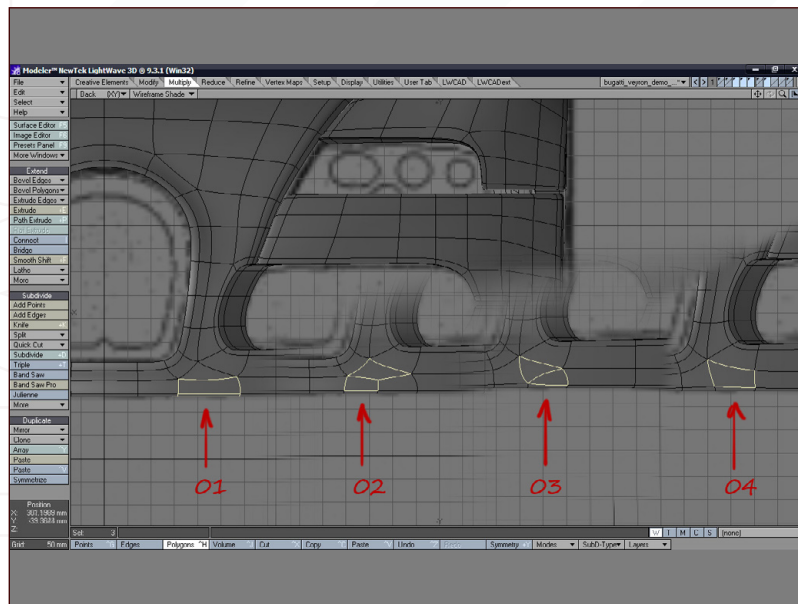 Modeler™ NewTek LightWave 3D ® 9.3.1 (Win32)
File Creative Elements Modify Multiply Reduce Refine Vertex Maps Setup Display Utilities User Tab LWCAD LWCADext bugatti_veyron_demo_..."
Edit Back (XY) Wireframe Shade
Select
Help
Surface Editor
Image Editor
Presets Panel
More Windows
Extend
Bevel Edges
Bevel Polygons
Extrude Edges
Extrude
Path Extrude
Connect
Bridge
Smooth Shift
Lathe
More
Subdivide
Add Points
Add Edges
Knife
Split
Quick Cut
Subdivide
Triple
Band Saw
Band Saw Pro
Julienne
More
Duplicate
Mirror
Clone
Array
Paste
Paste
Symmetrize
01 02 03 04
Position
X:
Y:
Z:
Sel: 3 W T M C S (none)
Grid: 50 mm Points Edges Polygons ^H Volume Cut Copy Paste Undo Symmetry Modes SubD-Type Layers